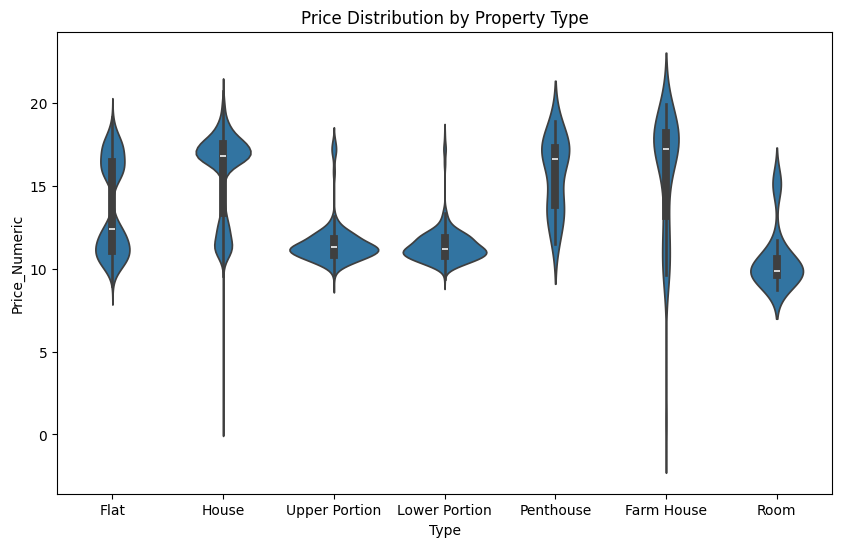 Price Distribution by Property Type
Price_Numeric
20
15
10
5
0
Flat House Upper Portion Lower Portion Penthouse Farm House Room
Type